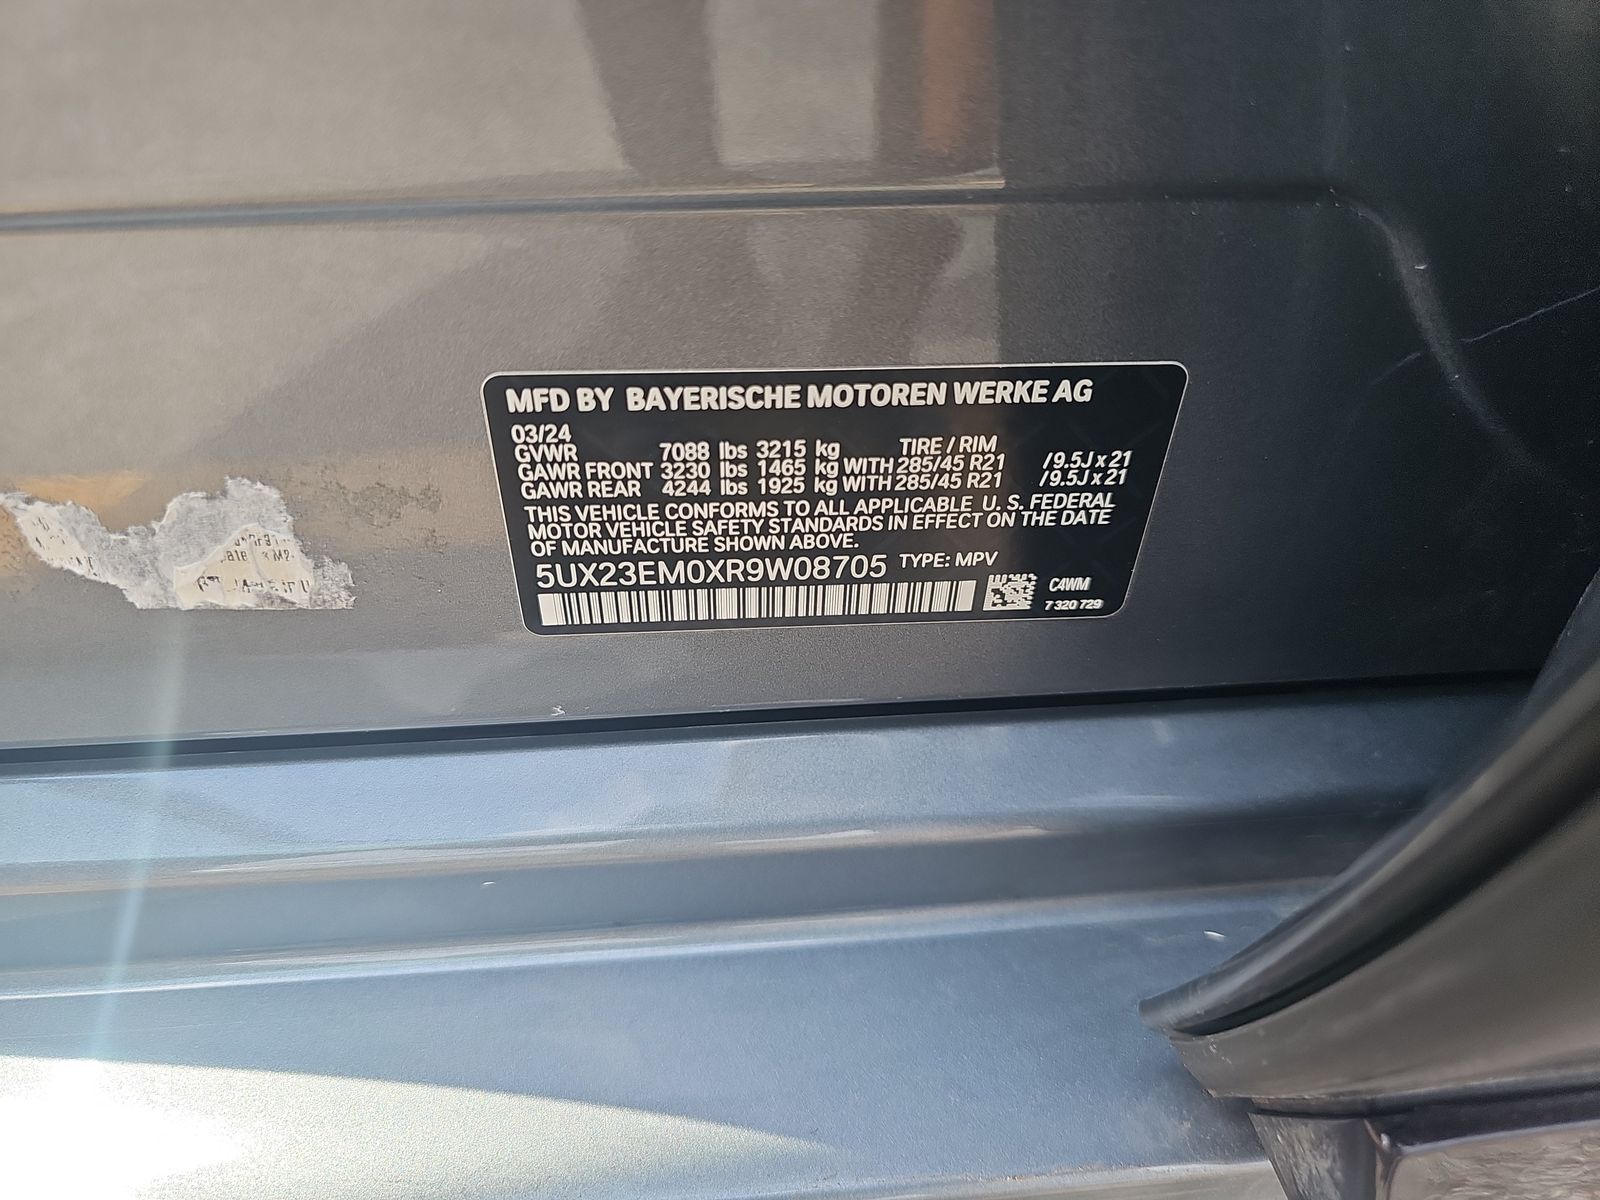 MFD BY BAYERISCHE MOTOREN WERKE AG
03/24
GVWR 7088 lbs 3215 kg TIRE / RIM
GAWR FRONT 3230 lbs 1465 kg WITH 285/45 R21 /9.5J x 21
GAWR REAR 4244 lbs 1925 kg WITH 285/45 R21 /9.5J x 21
THIS VEHICLE CONFORMS TO ALL APPLICABLE U. S. FEDERAL
MOTOR VEHICLE SAFETY STANDARDS IN EFFECT ON THE DATE
OF MANUFACTURE SHOWN ABOVE.
5UX23EM0XR9W08705 TYPE: MPV
C4WM
7 320 729